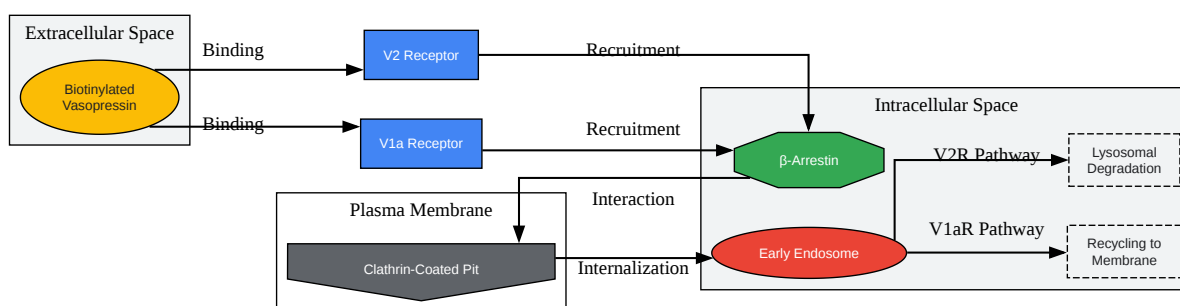 Extracellular Space
Biotinylated
Vasopressin
Binding
Binding
V2 Receptor
V1a Receptor
Recruitment
Recruitment
Intracellular Space
β-Arrestin
V2R Pathway
Lysosomal
Degradation
Interaction
Plasma Membrane
Clathrin-Coated Pit
Internalization
Early Endosome
V1aR Pathway
Recycling to
Membrane